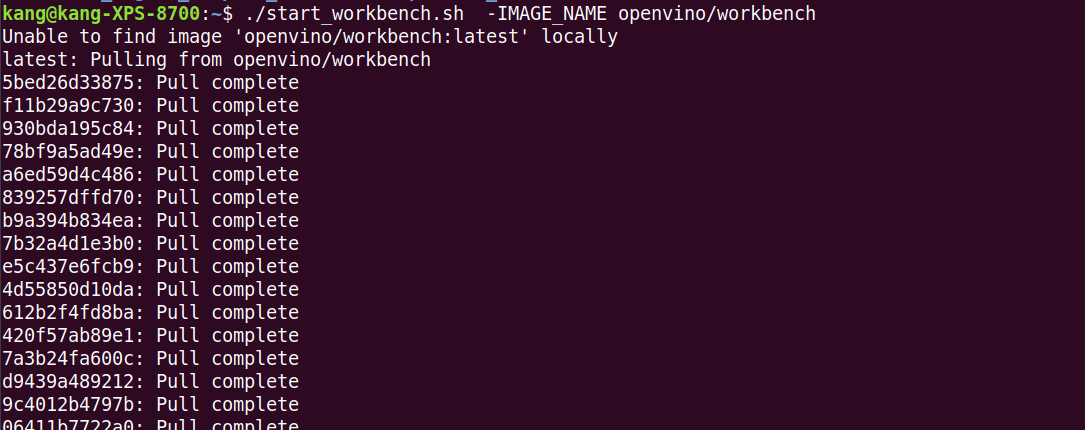 kang@kang-XPS-8700:~$ ./start_workbench.sh  -IMAGE_NAME openvino/workbench
Unable to find image 'openvino/workbench:latest' locally
latest: Pulling from openvino/workbench
5bed26d33875: Pull complete
f11b29a9c730: Pull complete
930bda195c84: Pull complete
78bf9a5ad49e: Pull complete
a6ed59d4c486: Pull complete
839257dffd70: Pull complete
b9a394b834ea: Pull complete
7b32a4d1e3b0: Pull complete
e5c437e6fcb9: Pull complete
4d55850d10da: Pull complete
612b2f4fd8ba: Pull complete
420f57ab89e1: Pull complete
7a3b24fa600c: Pull complete
d9439a489212: Pull complete
9c4012b4797b: Pull complete
06411b7722a0: Pull complete